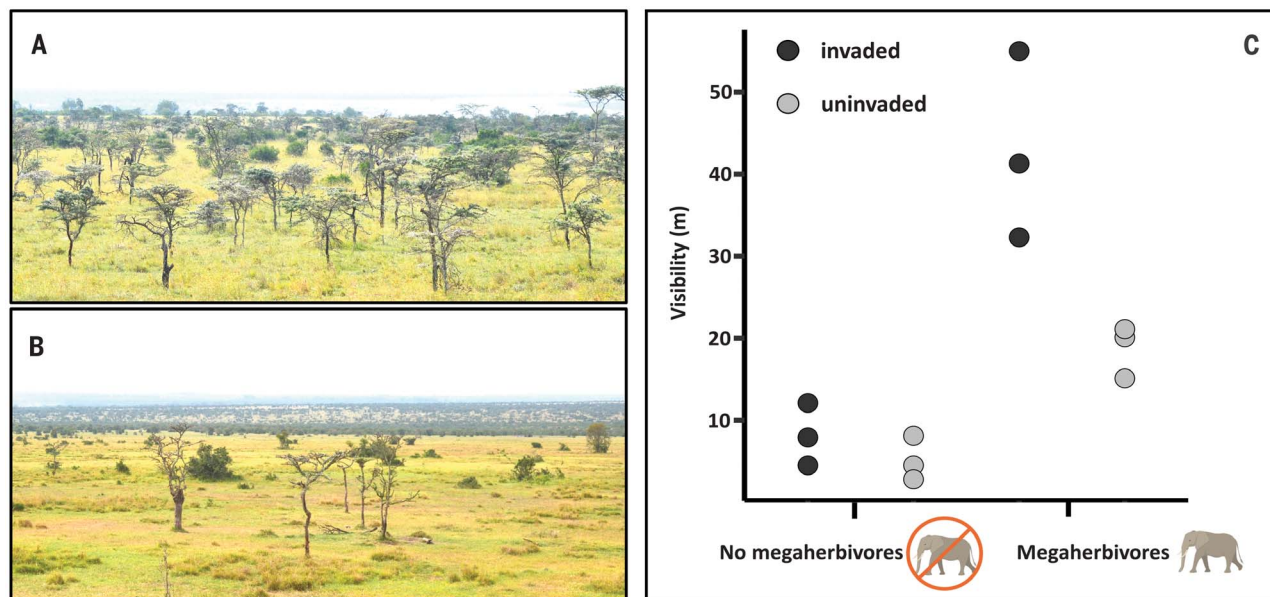 A
B
C
invaded
uninvaded
Visibility (m)
50
40
30
20
10
No megaherbivores
Megaherbivores